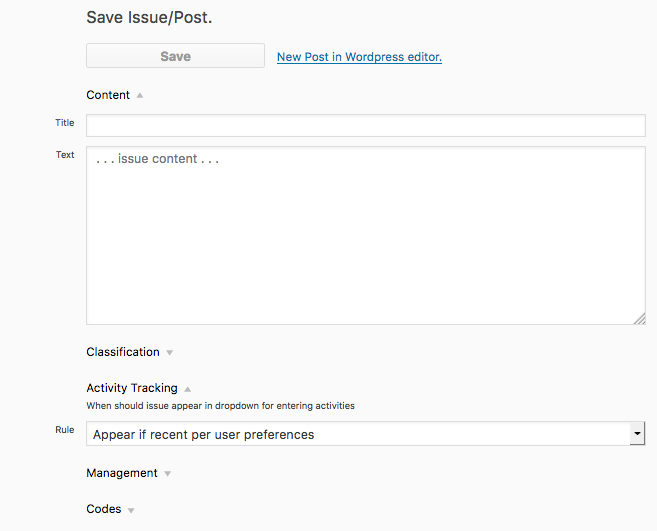 Save Issue/Post.
Save
New Post in Wordpress editor.
Content
Title
Text
. . . issue content . . .
Classification
Activity Tracking
When should issue appear in dropdown for entering activities
Rule
Appear if recent per user preferences
Management
Codes